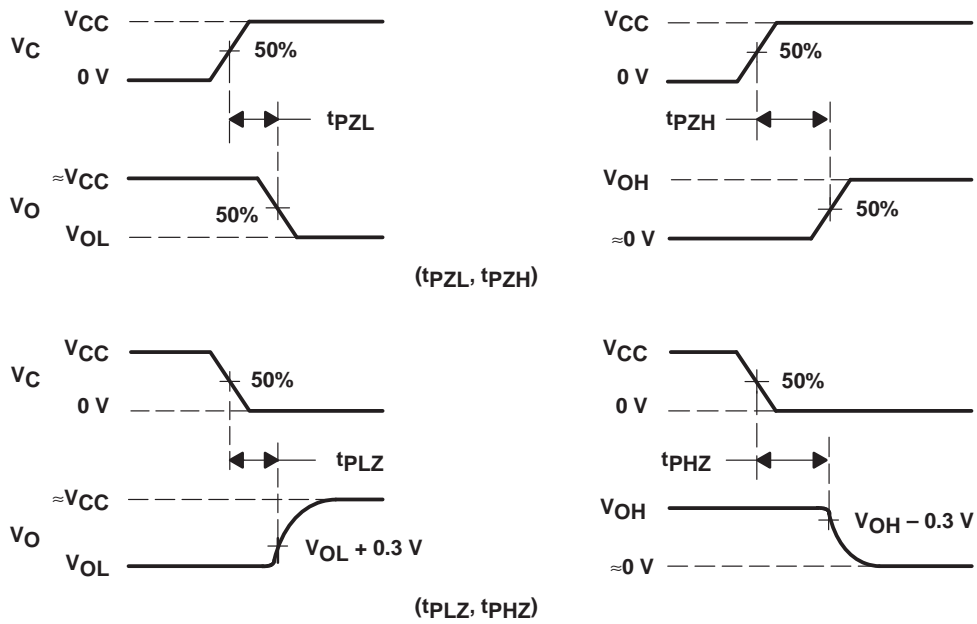 VCC
VC
50%
0 V
tPZL
≈VCC
VO
50%
VOL
VCC
50%
0 V
tPZH
VOH
50%
≈0 V
(tPZL, tPZH)
VCC
VC
50%
0 V
tPLZ
≈VCC
VO
VOL + 0.3 V
VOL
VCC
50%
0 V
tPHZ
VOH
VOH – 0.3 V
≈0 V
(tPLZ, tPHZ)